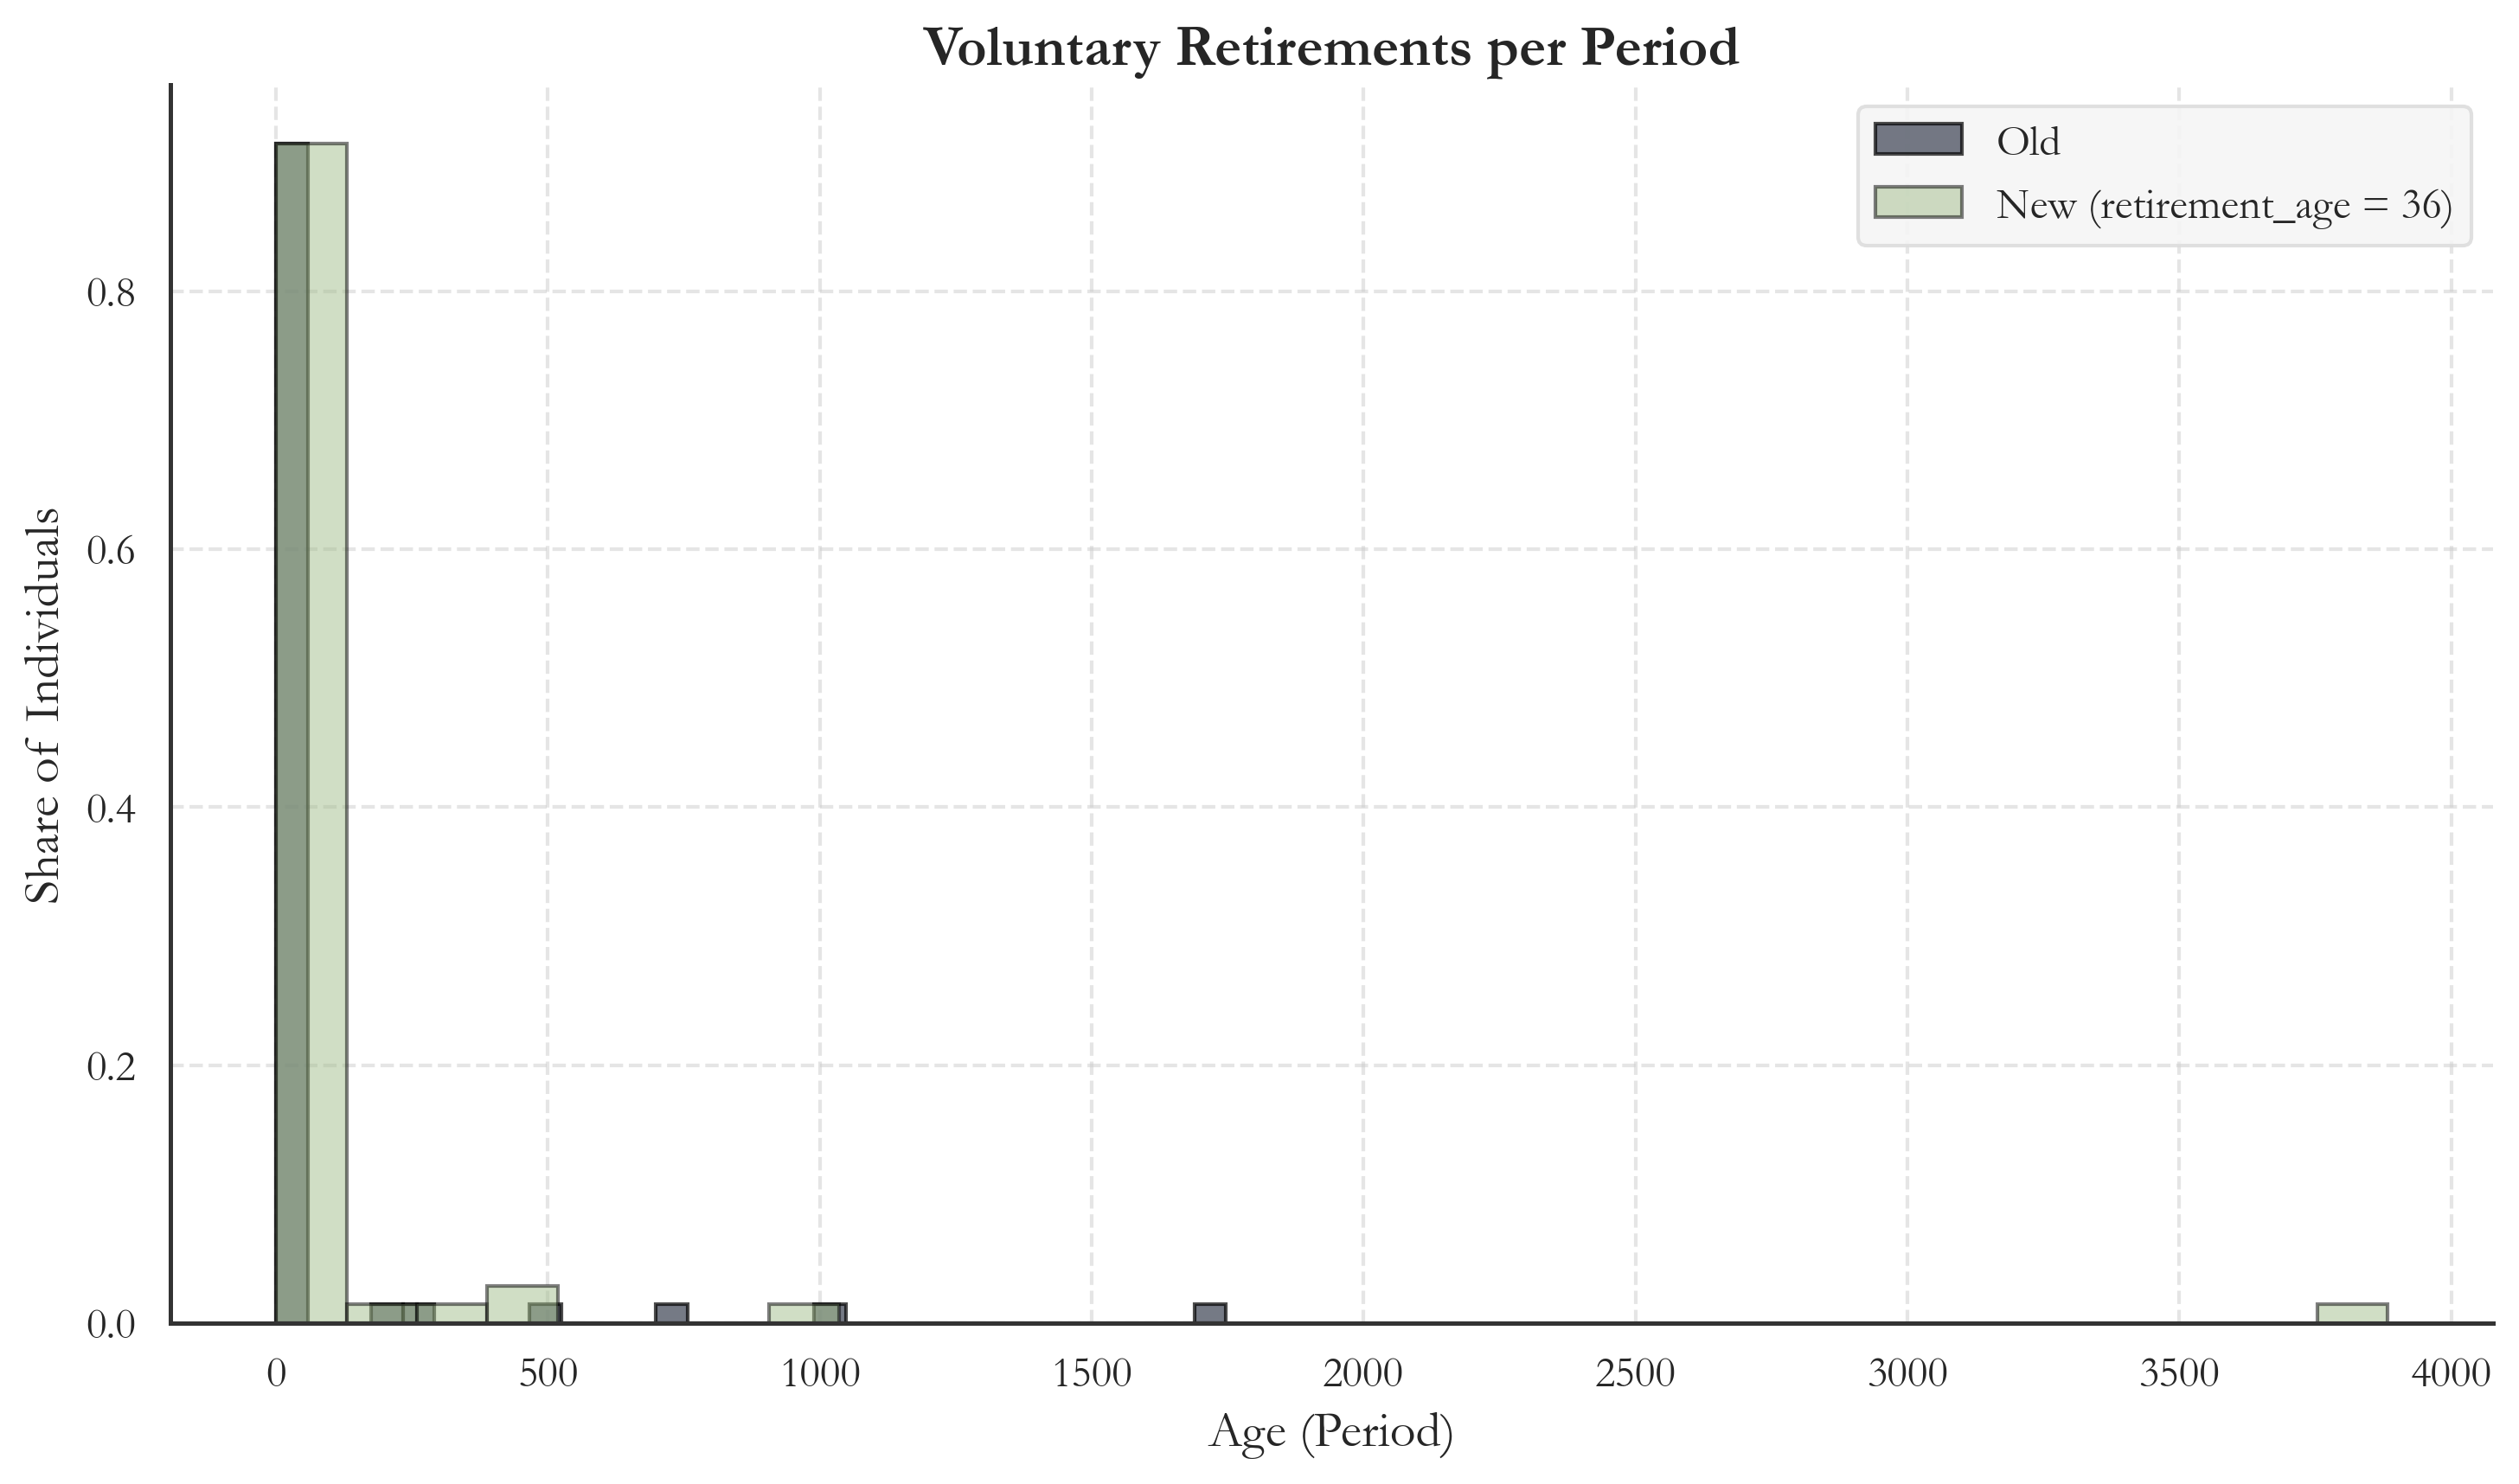 Voluntary Retirements per Period
Old
New (retirement_age = 36)
Share of Individuals
0.8
0.6
0.4
0.2
0.0
0 500 1000 1500 2000 2500 3000 3500 4000
Age (Period)